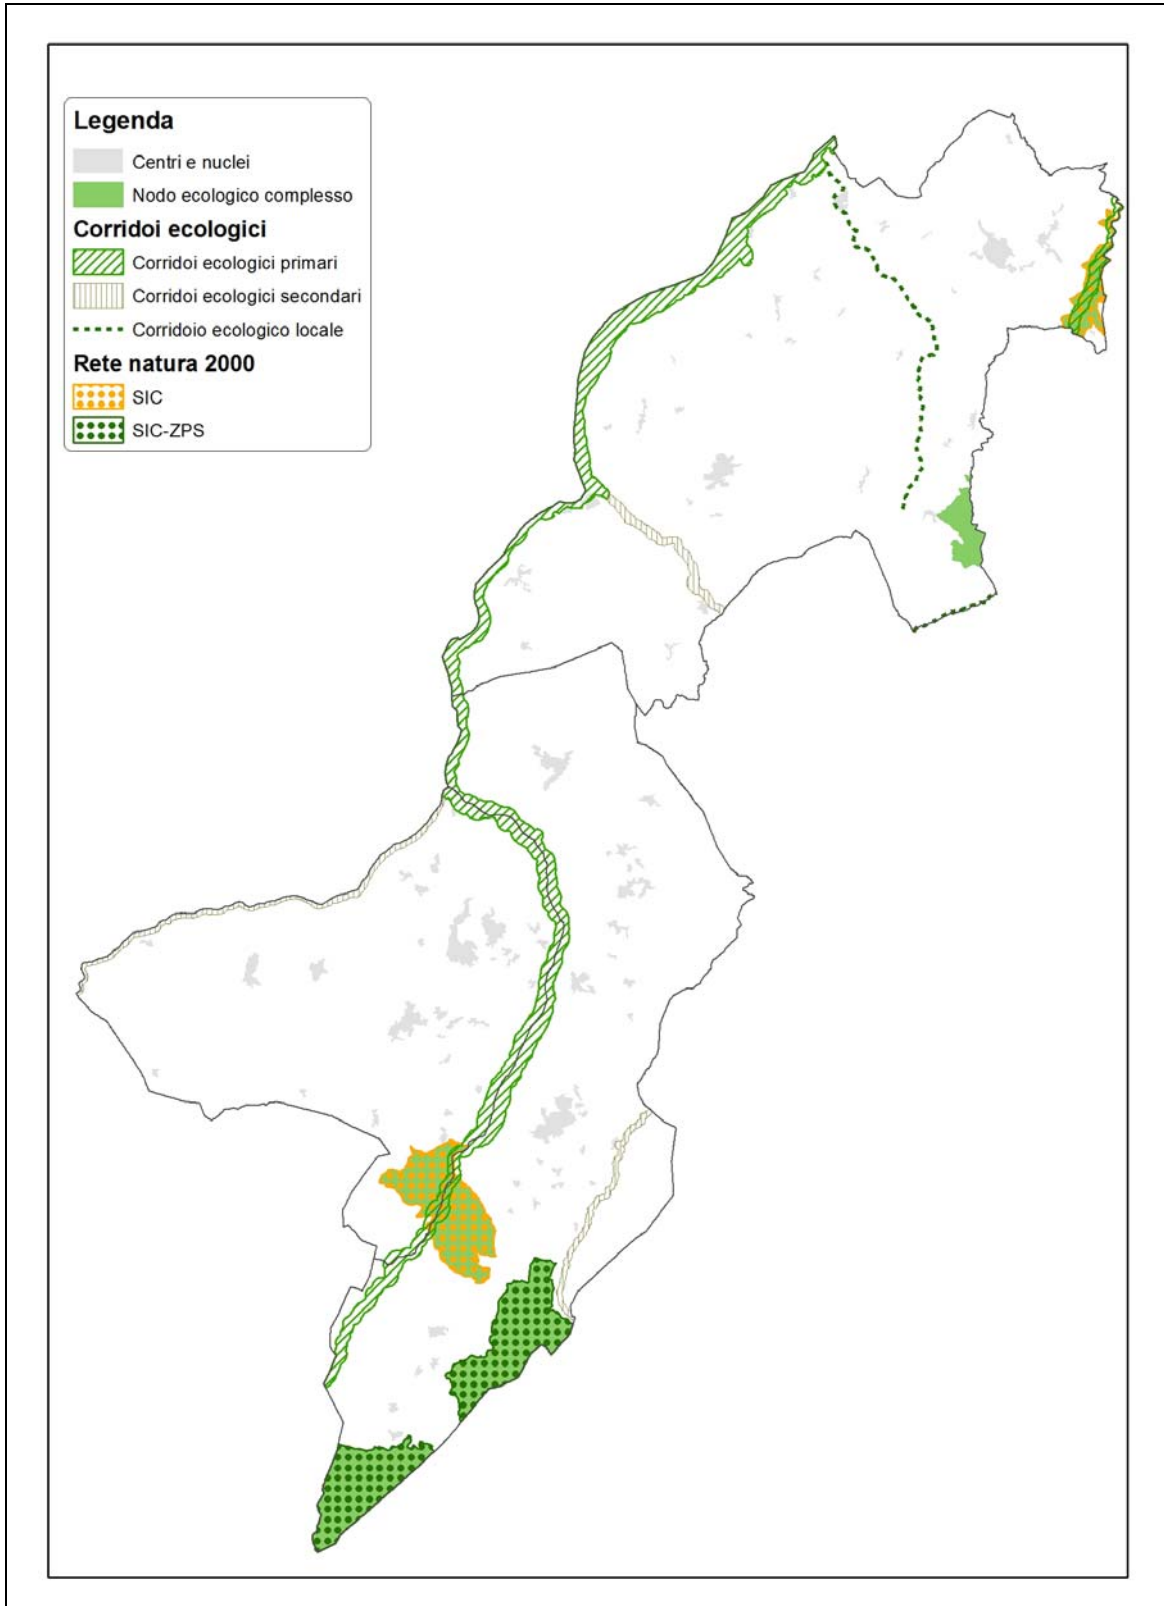 Legenda
Centri e nuclei
Nodo ecologico complesso
Corridoi ecologici
Corridoi ecologici primari
Corridoi ecologici secondari
Corridoio ecologico locale
Rete natura 2000
SIC
SIC-ZPS